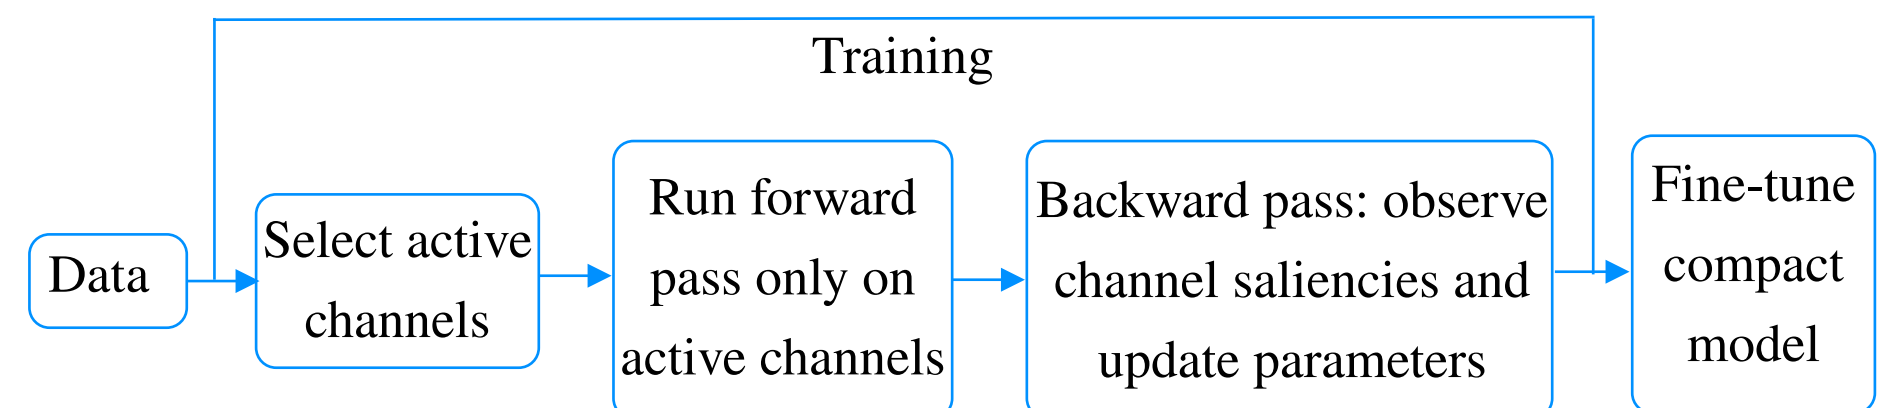 Training
Data
Select active
channels
Run forward
pass only on
active channels
Backward pass: observe
channel saliencies and
update parameters
Fine-tune
compact
model